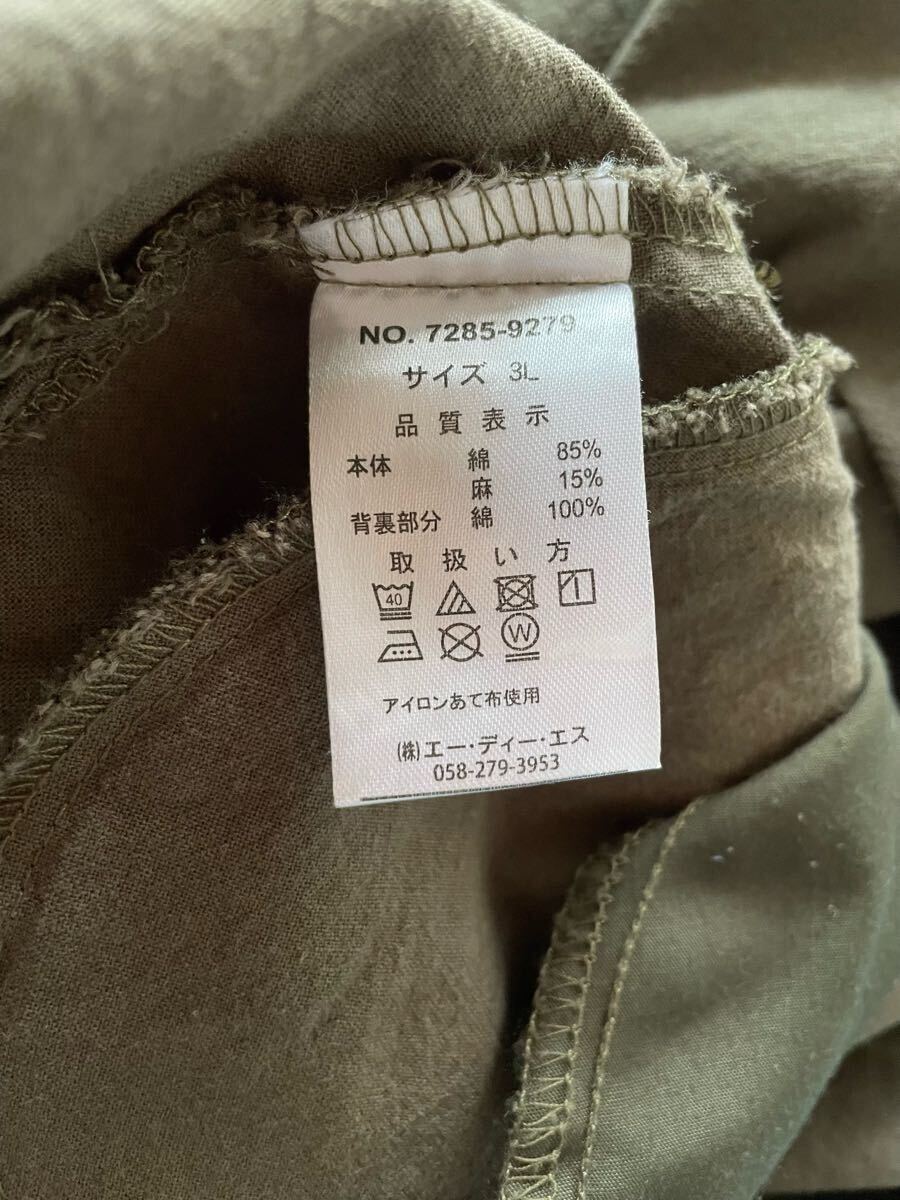 NO. 7285-9279
サイズ 3L
品質表示
本体 綿 85%
麻 15%
背裏部分 綿 100%
取扱い方
40
W
アイロンあて布使用
(株)エー・ディー・エス
058-279-3953